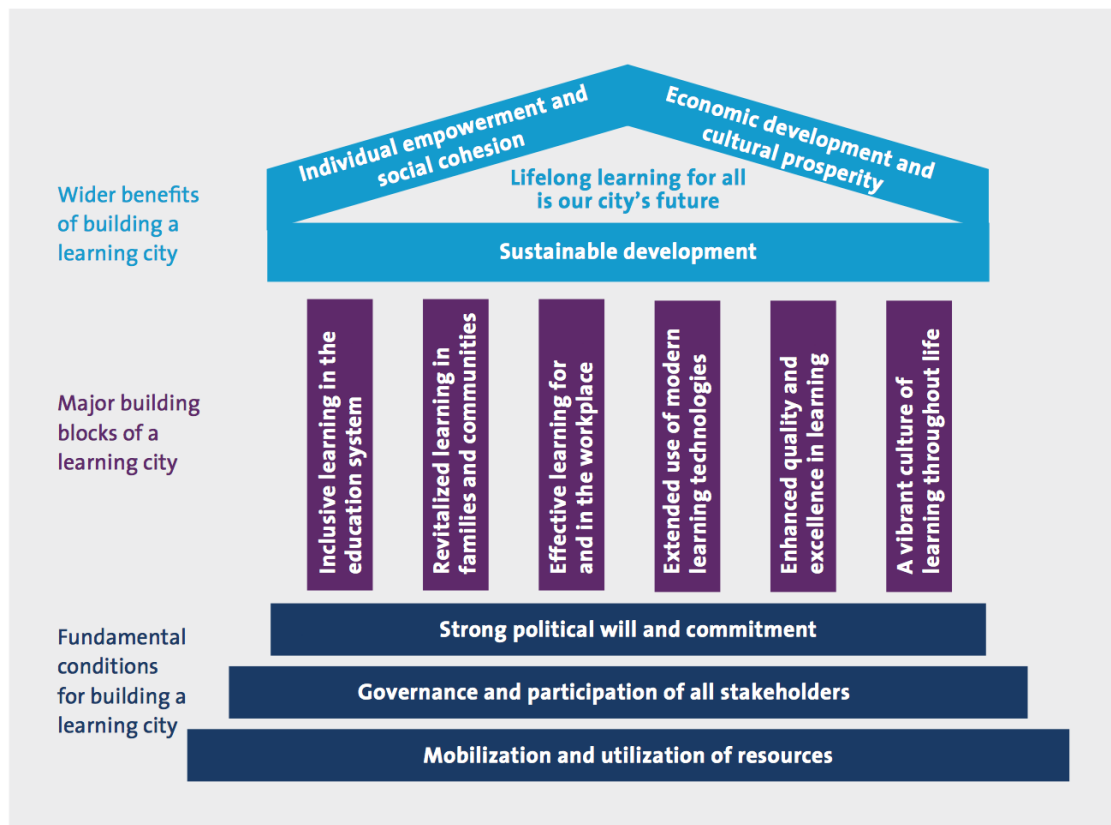 Individual empowerment and
social cohesion
Economic development and
cultural prosperity
Lifelong learning for all
is our city’s future
Wider benefits
of building a
learning city
Sustainable development
Major building
blocks of a
learning city
Inclusive learning in the
education system
Revitalized learning in
families and communities
Effective learning for
and in the workplace
Extended use of modern
learning technologies
Enhanced quality and
excellence in learning
A vibrant culture of
learning throughout life
Fundamental
conditions
for building a
learning city
Strong political will and commitment
Governance and participation of all stakeholders
Mobilization and utilization of resources